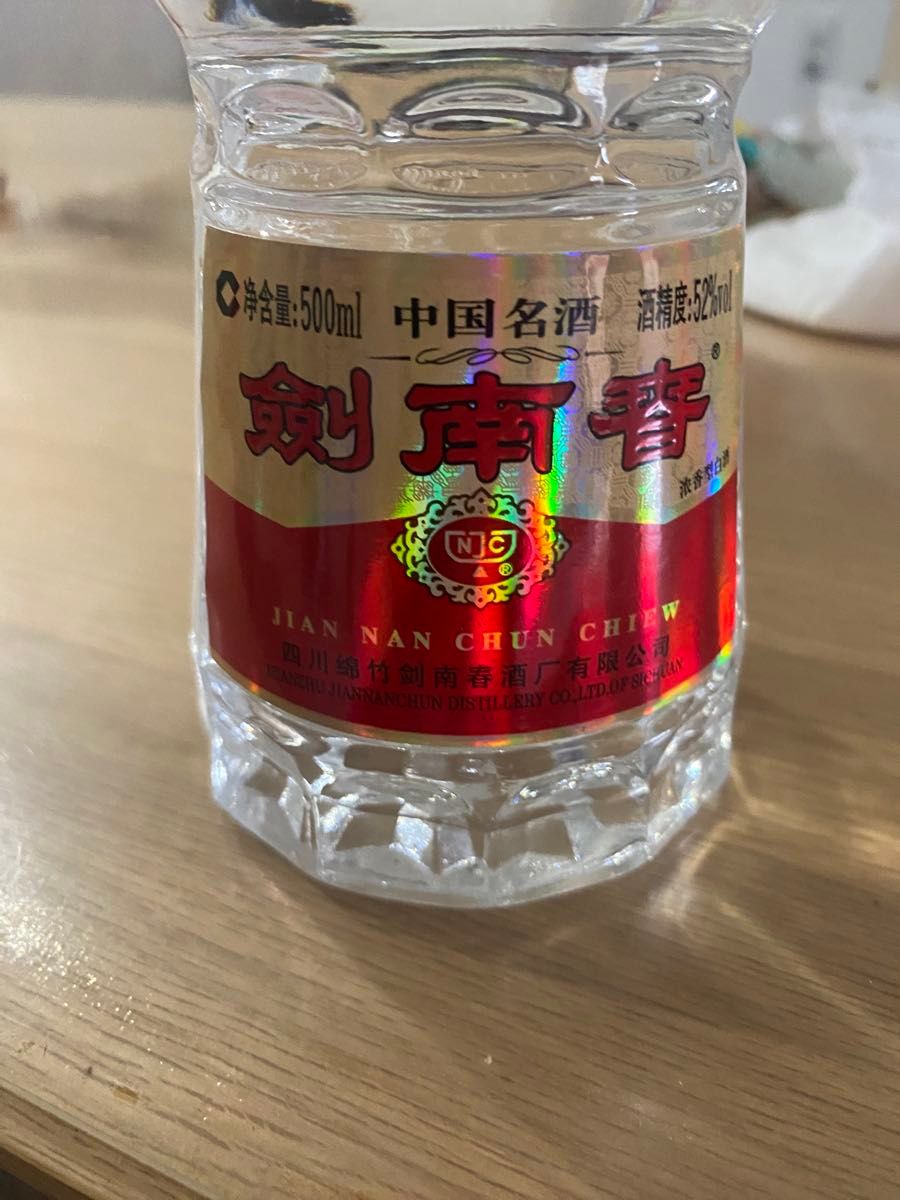 净含量:500ml 中国名酒 酒精度:52%vol
劍南春®
浓香型白酒
NJC
®
JIAN NAN CHUN CHIEW
四川绵竹剑南春酒厂有限公司
MIANZHU JIANNANCHUN DISTILLERY CO.,LTD.OF SICHUAN